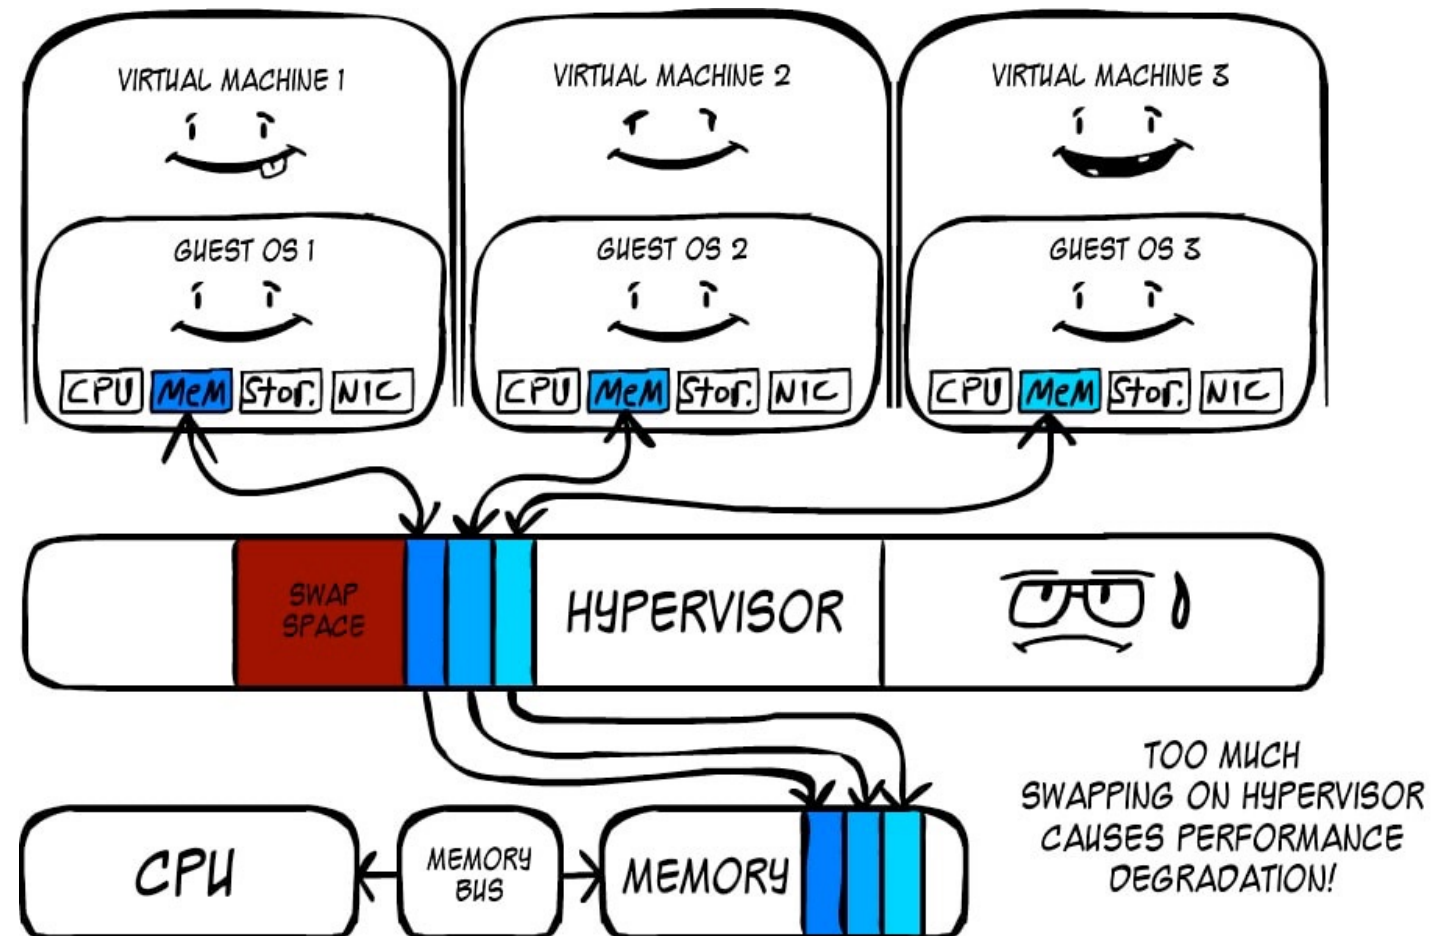 VIRTUAL MACHINE 1
VIRTUAL MACHINE 2
VIRTUAL MACHINE 3
GUEST OS 1
GUEST OS 2
GUEST OS 3
CPU MeM Stor. NIC
CPU MeM Stor. NIC
CPU MeM Stor. NIC
SWAP
SPACE
HYPERVISOR
TOO MUCH
SWAPPING ON HYPERVISOR
CAUSES PERFORMANCE
DEGRADATION!
CPU
MEMORY
BUS
MEMORY